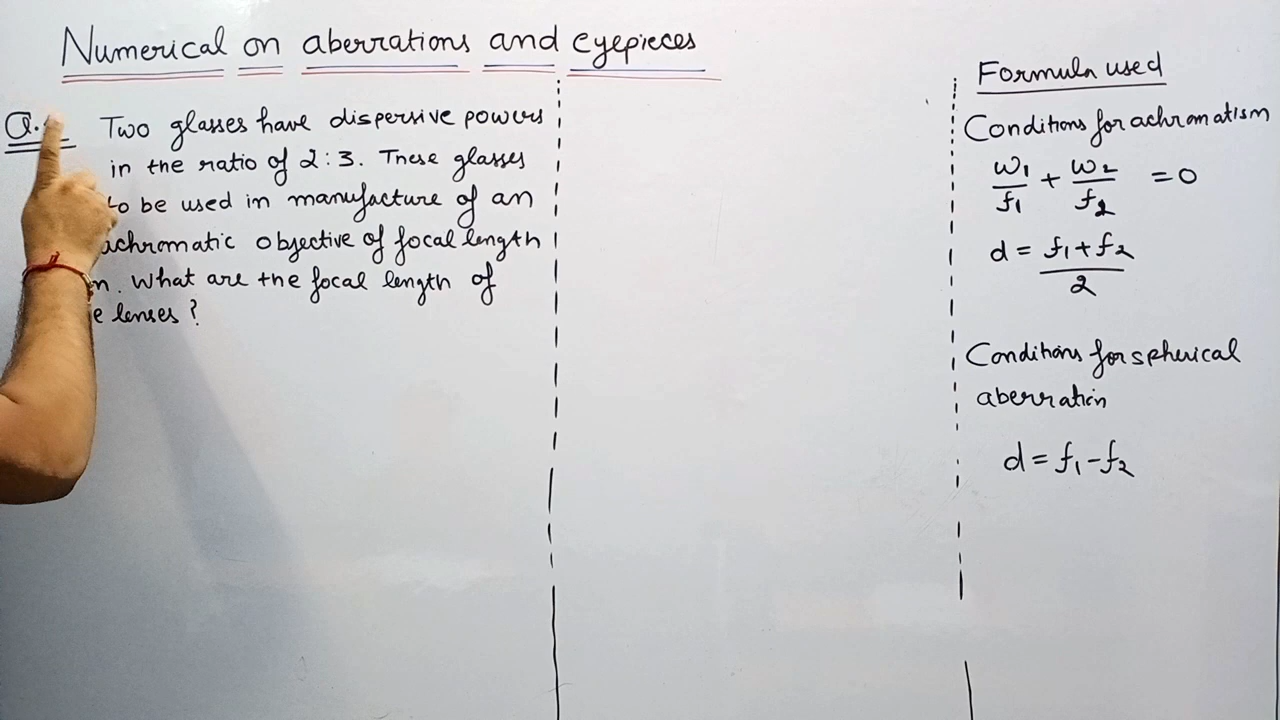 Numerical on aberrations and eyepieces
Q.
Two glasses have dispersive powers
in the ratio of 2:3. These glasses
to be used in manufacture of an
achromatic objective of focal length
What are the focal length of
lenses?
Formula used
Conditions for achromatism
ω₁/f₁ + ω₂/f₂ = 0
d = f₁+f₂/2
Conditions for spherical
aberration
d = f₁-f₂